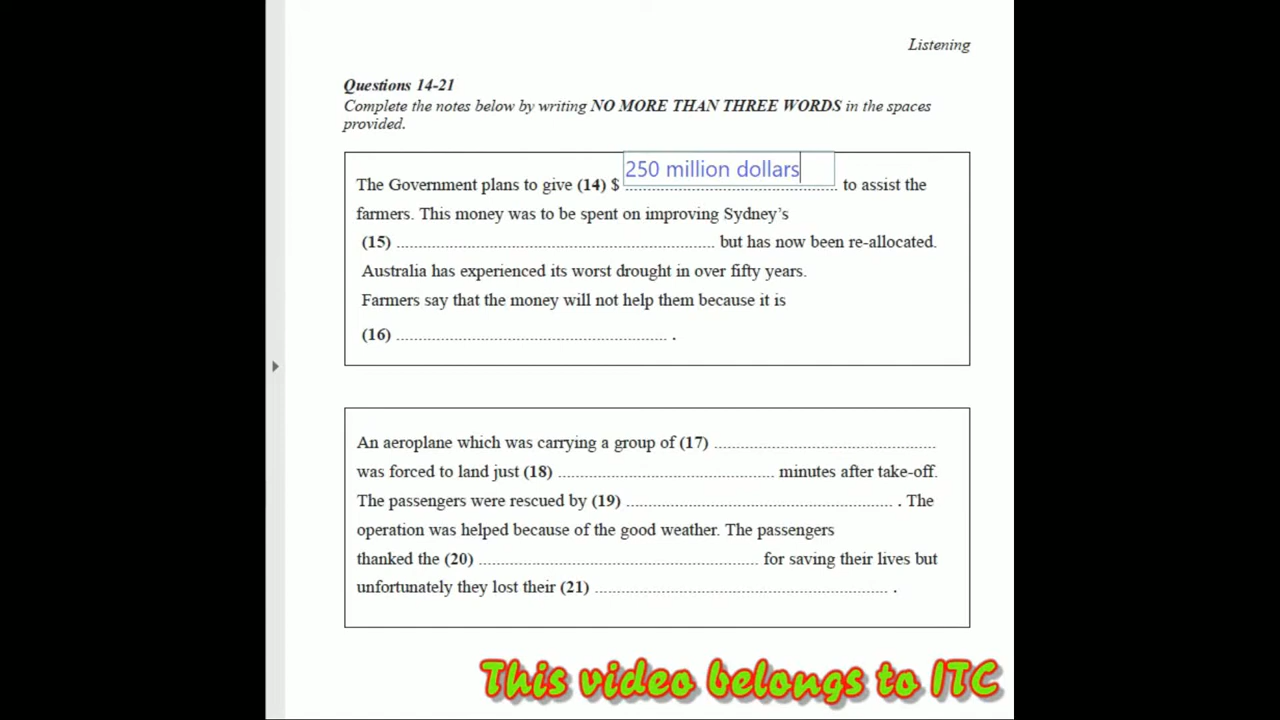 Listening
Questions 14-21
Complete the notes below by writing NO MORE THAN THREE WORDS in the spaces
provided.
250 million dollars
The Government plans to give (14) $ ........................................................ to assist the
farmers. This money was to be spent on improving Sydney's
(15) ........................................................................ but has now been re-allocated.
Australia has experienced its worst drought in over fifty years.
Farmers say that the money will not help them because it is
(16) .............................................................. .
An aeroplane which was carrying a group of (17) ..................................................
was forced to land just (18) ................................................. minutes after take-off.
The passengers were rescued by (19) ............................................................. . The
operation was helped because of the good weather. The passengers
thanked the (20) ................................................................ for saving their lives but
unfortunately they lost their (21) .................................................................. .
This video belongs to ITC